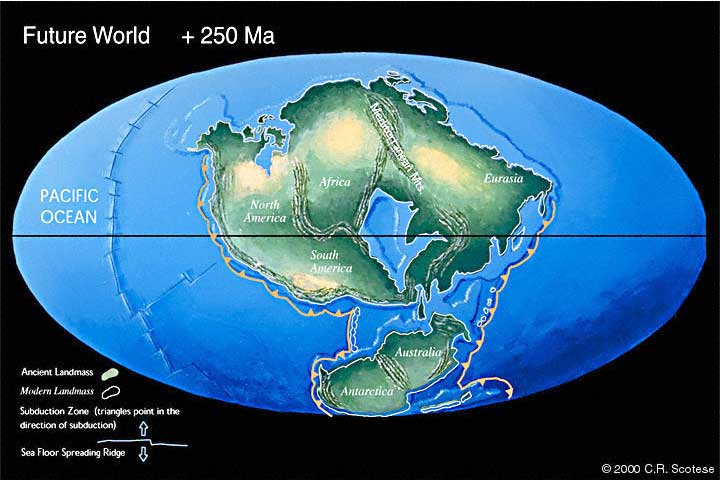 Future World + 250 Ma
Mediterranean Mts.
Eurasia
Africa
PACIFIC
OCEAN
North
America
South
America
Australia
Antarctica
Ancient Landmass
Modern Landmass
Subduction Zone (triangles point in the
direction of subduction)
Sea Floor Spreading Ridge
© 2000 C.R. Scotese